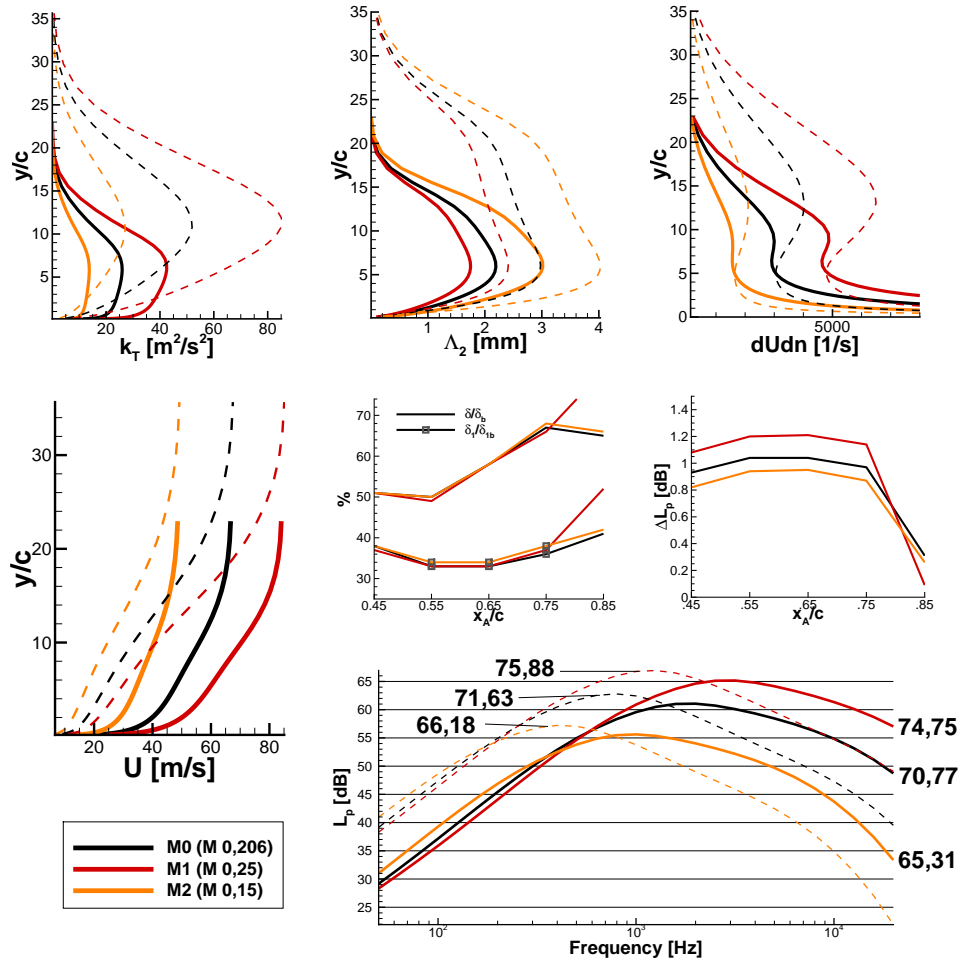 35
30
25
20
15
10
5
y/c
20 40 60 80
k_T [m²/s²]
35
30
25
20
15
10
5
y/c
1 2 3 4
Λ_2 [mm]
35
30
25
20
15
10
5
0
y/c
5000
dUdn [1/s]
30
20
10
y/c
20 40 60 80
U [m/s]
70
60
50
40
30
%
δ/δ_b
δ_1/δ_1b
0.45 0.55 0.65 0.75 0.85
x_A/c
1.4
1.2
1
0.8
0.6
0.4
0.2
0
ΔL_p [dB]
.45 .55 .65 .75 .85
x_A/c
M0 (M 0,206)
M1 (M 0,25)
M2 (M 0,15)
65
60
55
50
45
40
35
30
25
L_p [dB]
75,88
71,63
66,18
74,75
70,77
65,31
10² 10³ 10⁴
Frequency [Hz]